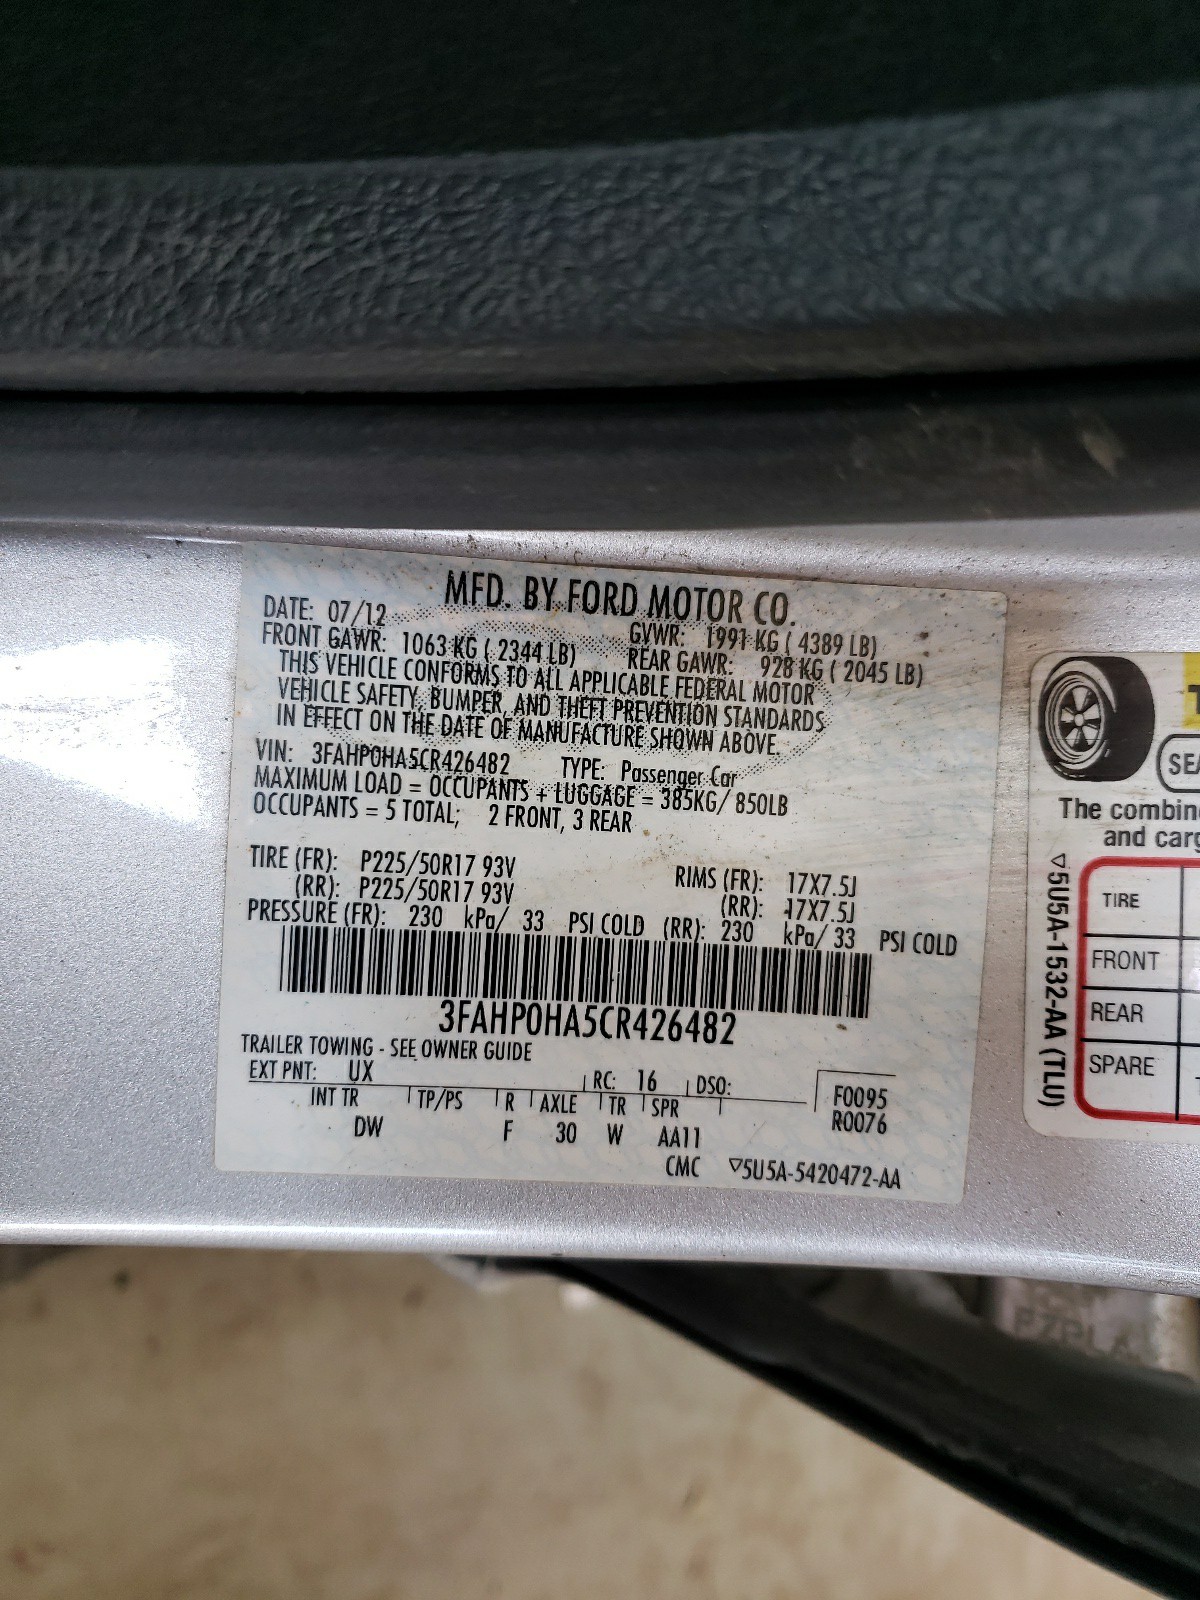 MFD. BY FORD MOTOR CO.
DATE: 07/12 GVWR: 1991 KG ( 4389 LB)
FRONT GAWR: 1063 KG ( 2344 LB) REAR GAWR: 928 KG ( 2045 LB)
THIS VEHICLE CONFORMS TO ALL APPLICABLE FEDERAL MOTOR
VEHICLE SAFETY, BUMPER, AND THEFT PREVENTION STANDARDS
IN EFFECT ON THE DATE OF MANUFACTURE SHOWN ABOVE.
VIN: 3FAHP0HA5CR426482 TYPE: Passenger Car
MAXIMUM LOAD = OCCUPANTS + LUGGAGE = 385KG/ 850LB
OCCUPANTS = 5 TOTAL; 2 FRONT, 3 REAR
TIRE (FR): P225/50R17 93V RIMS (FR): 17X7.5J
(RR): P225/50R17 93V (RR): 17X7.5J
PRESSURE (FR): 230 kPa/ 33 PSI COLD (RR): 230 kPa/ 33 PSI COLD
3FAHP0HA5CR426482
TRAILER TOWING - SEE OWNER GUIDE
EXT PNT: UX RC: 16 DSO: F0095
INT TR TP/PS R AXLE TR SPR R0076
DW F 30 W AA11
CMC ▽5U5A-5420472-AA
SEA
The combin
and carg
▽5U5A-1532-AA (TLU)
TIRE
FRONT
REAR
SPARE